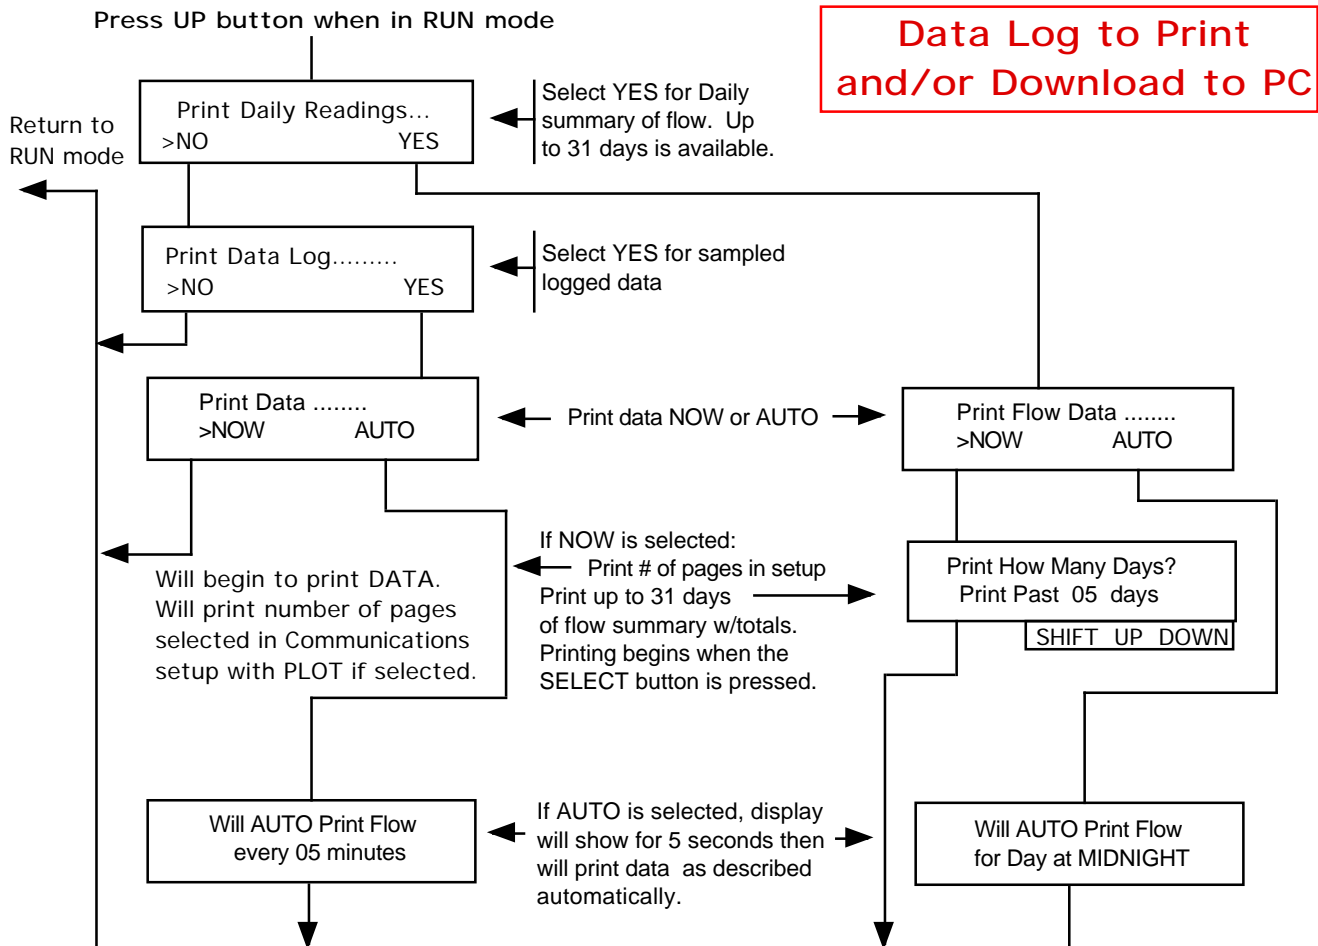 Press UP button when in RUN mode
Data Log to Print
and/or Download to PC
Print Daily Readings...
>NO YES
Select YES for Daily
summary of flow. Up
to 31 days is available.
Return to
RUN mode
Print Data Log.........
>NO YES
Select YES for sampled
logged data
Print Data ........
>NOW AUTO
Print data NOW or AUTO
Print Flow Data ........
>NOW AUTO
If NOW is selected:
Print # of pages in setup
Print up to 31 days
of flow summary w/totals.
Printing begins when the
SELECT button is pressed.
Will begin to print DATA.
Will print number of pages
selected in Communications
setup with PLOT if selected.
Print How Many Days?
Print Past 05 days
SHIFT UP DOWN
Will AUTO Print Flow
every 05 minutes
If AUTO is selected, display
will show for 5 seconds then
will print data as described
automatically.
Will AUTO Print Flow
for Day at MIDNIGHT